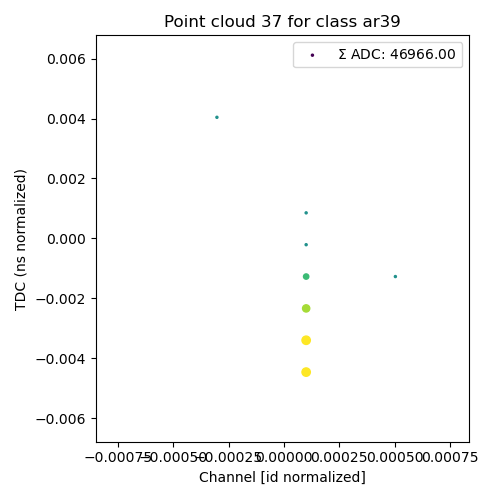 Point cloud 37 for class ar39
Σ ADC: 46966.00
TDC (ns normalized)
0.006
0.004
0.002
0.000
−0.002
−0.004
−0.006
−0.00075 −0.00050 −0.00025 0.00000 0.00025 0.00050 0.00075
Channel [id normalized]